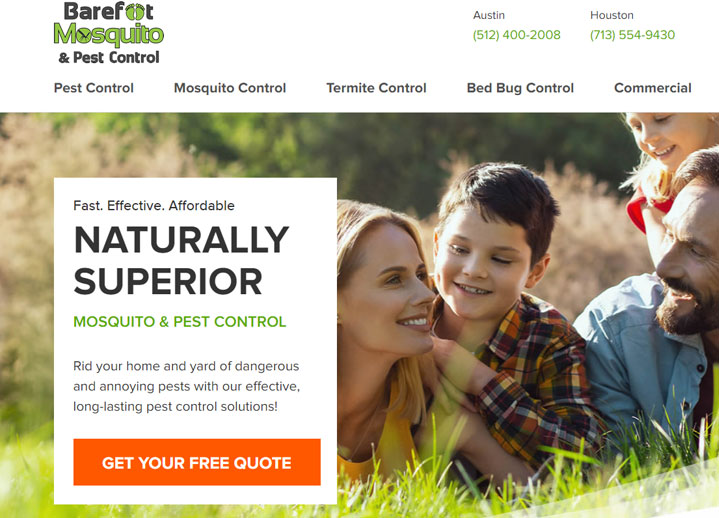 Barefoot
Mosquito
& Pest Control
Austin
(512) 400-2008
Houston
(713) 554-9430
Pest Control
Mosquito Control
Termite Control
Bed Bug Control
Commercial
Fast. Effective. Affordable
NATURALLY
SUPERIOR
MOSQUITO & PEST CONTROL
Rid your home and yard of dangerous
and annoying pests with our effective,
long-lasting pest control solutions!
GET YOUR FREE QUOTE